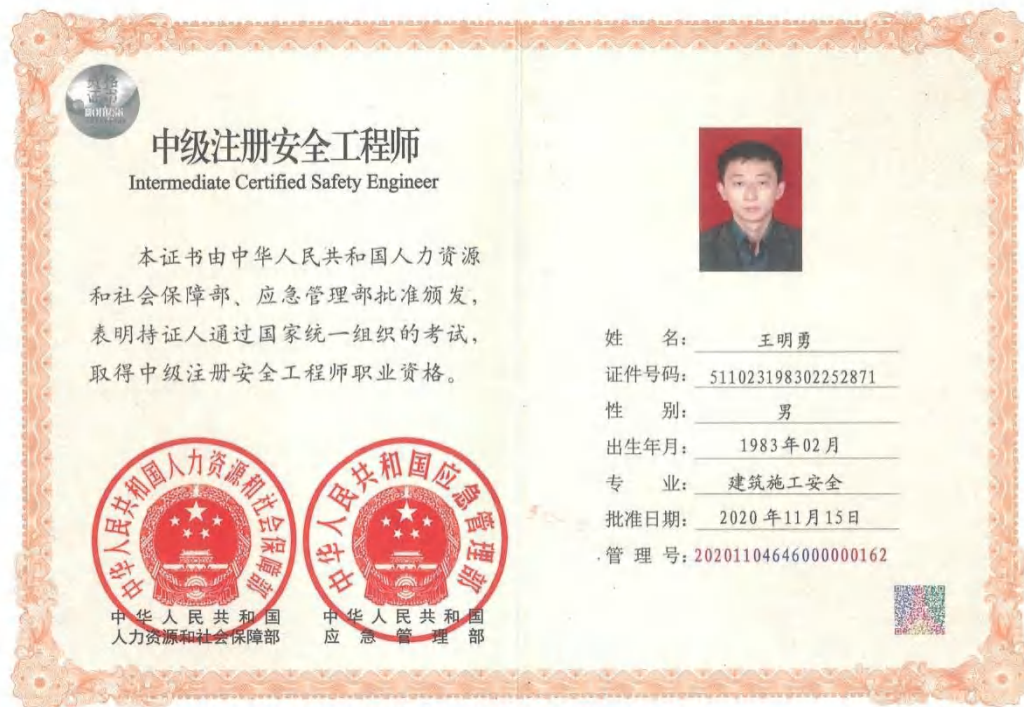 中级注册安全工程师
Intermediate Certified Safety Engineer
本证书由中华人民共和国人力资源
和社会保障部、应急管理部批准颁发，
表明持证人通过国家统一组织的考试，
取得中级注册安全工程师职业资格。
中华人民共和国人力资源和社会保障部
中华人民共和国
人力资源和社会保障部
中华人民共和国应急管理部
中华人民共和国
应急管理部
姓 名：王明勇
证件号码：511023198302252871
性 别：男
出生年月：1983年02月
专 业：建筑施工安全
批准日期：2020年11月15日
管 理 号：20201104646000000162